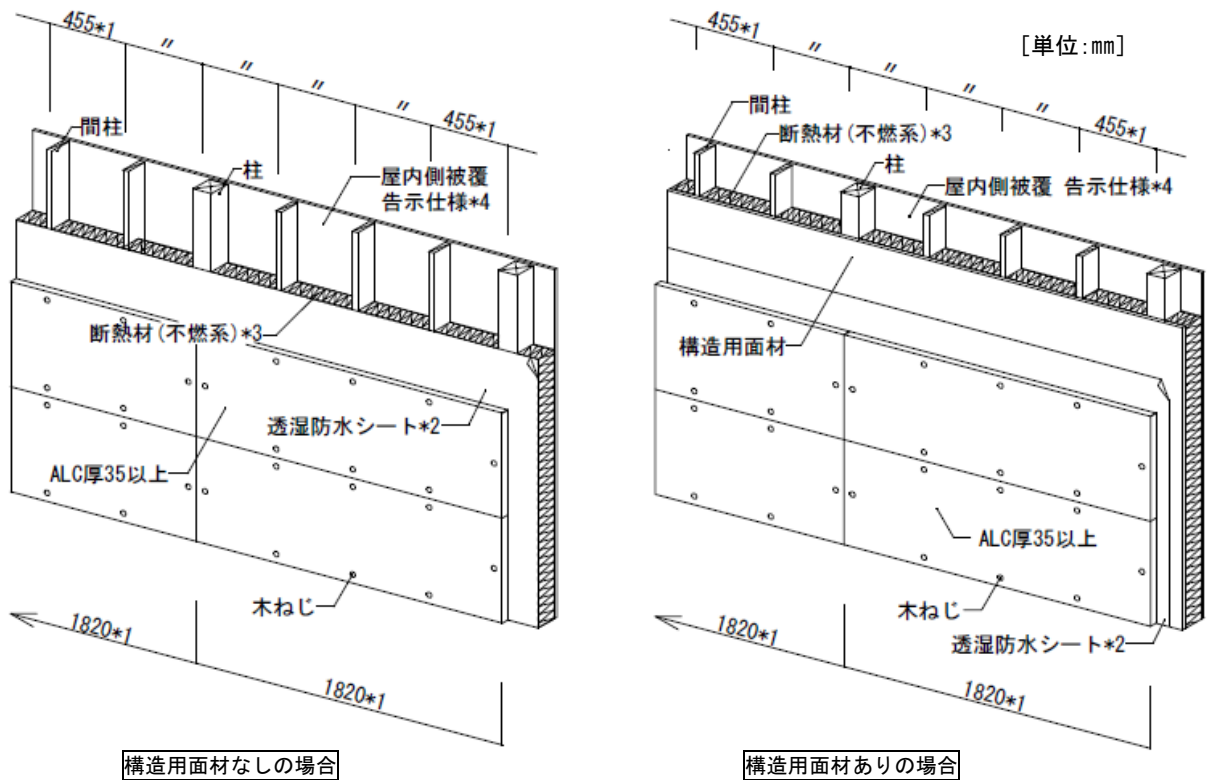 455*1
〃
〃
〃
〃
455*1
間柱
柱
屋内側被覆
告示仕様*4
断熱材(不燃系)*3
透湿防水シート*2
ALC厚35以上
木ねじ
1820*1
1820*1
構造用面材なしの場合
[単位:㎜]
455*1
〃
〃
〃
〃
455*1
間柱
断熱材(不燃系)*3
柱
屋内側被覆 告示仕様*4
構造用面材
ALC厚35以上
木ねじ
透湿防水シート*2
1820*1
1820*1
構造用面材ありの場合